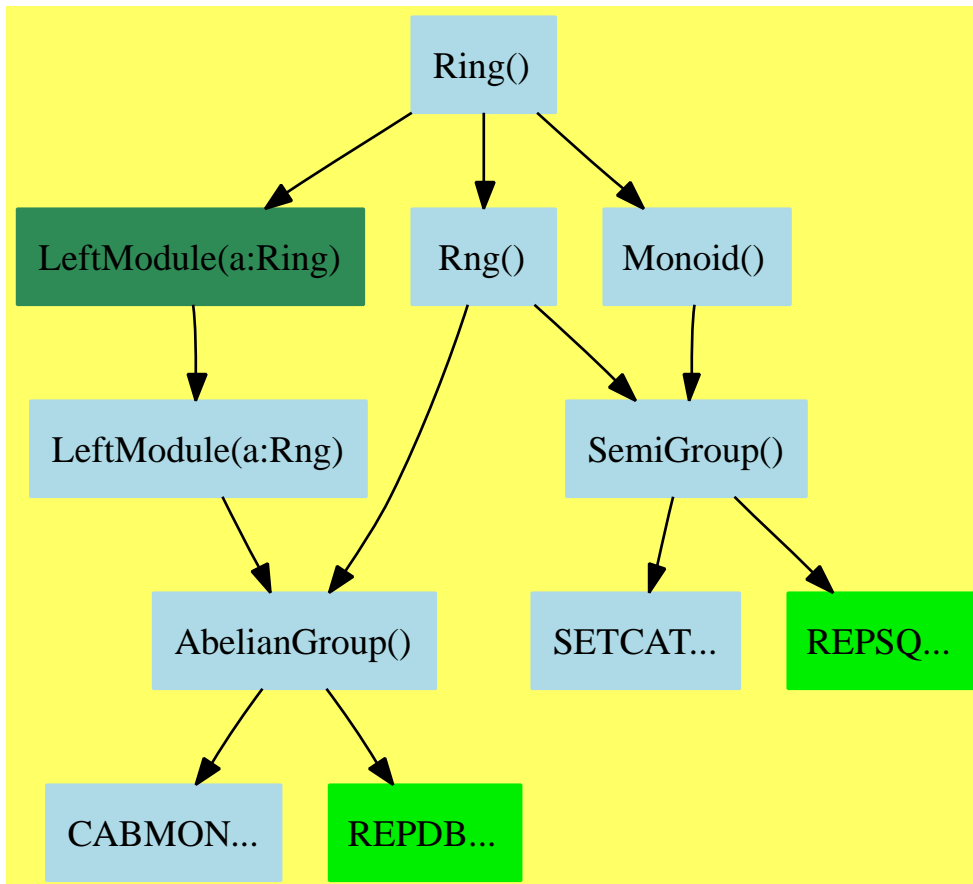 Ring()
LeftModule(a:Ring)
Rng()
Monoid()
LeftModule(a:Rng)
SemiGroup()
AbelianGroup()
SETCAT...
REPSQ...
CABMON...
REPDB...